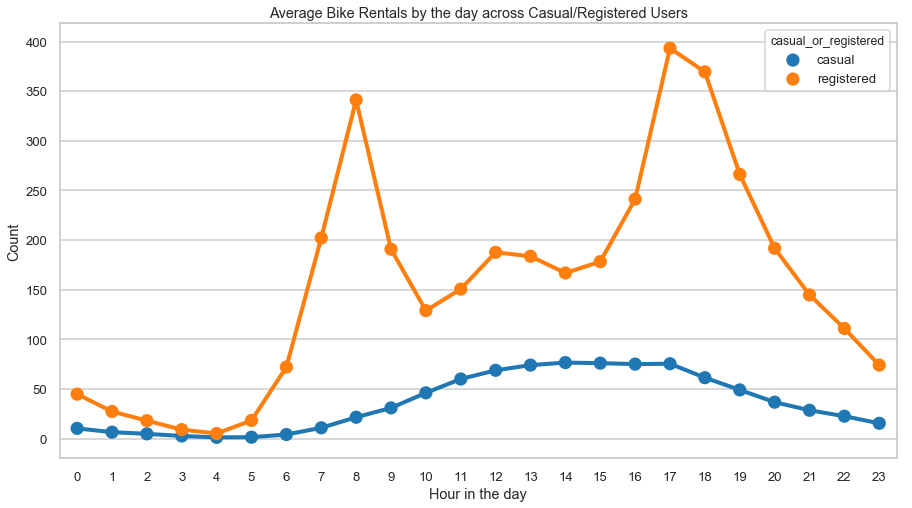 Average Bike Rentals by the day across Casual/Registered Users
casual_or_registered
casual
registered
Count
400
350
300
250
200
150
100
50
0
0 1 2 3 4 5 6 7 8 9 10 11 12 13 14 15 16 17 18 19 20 21 22 23
Hour in the day